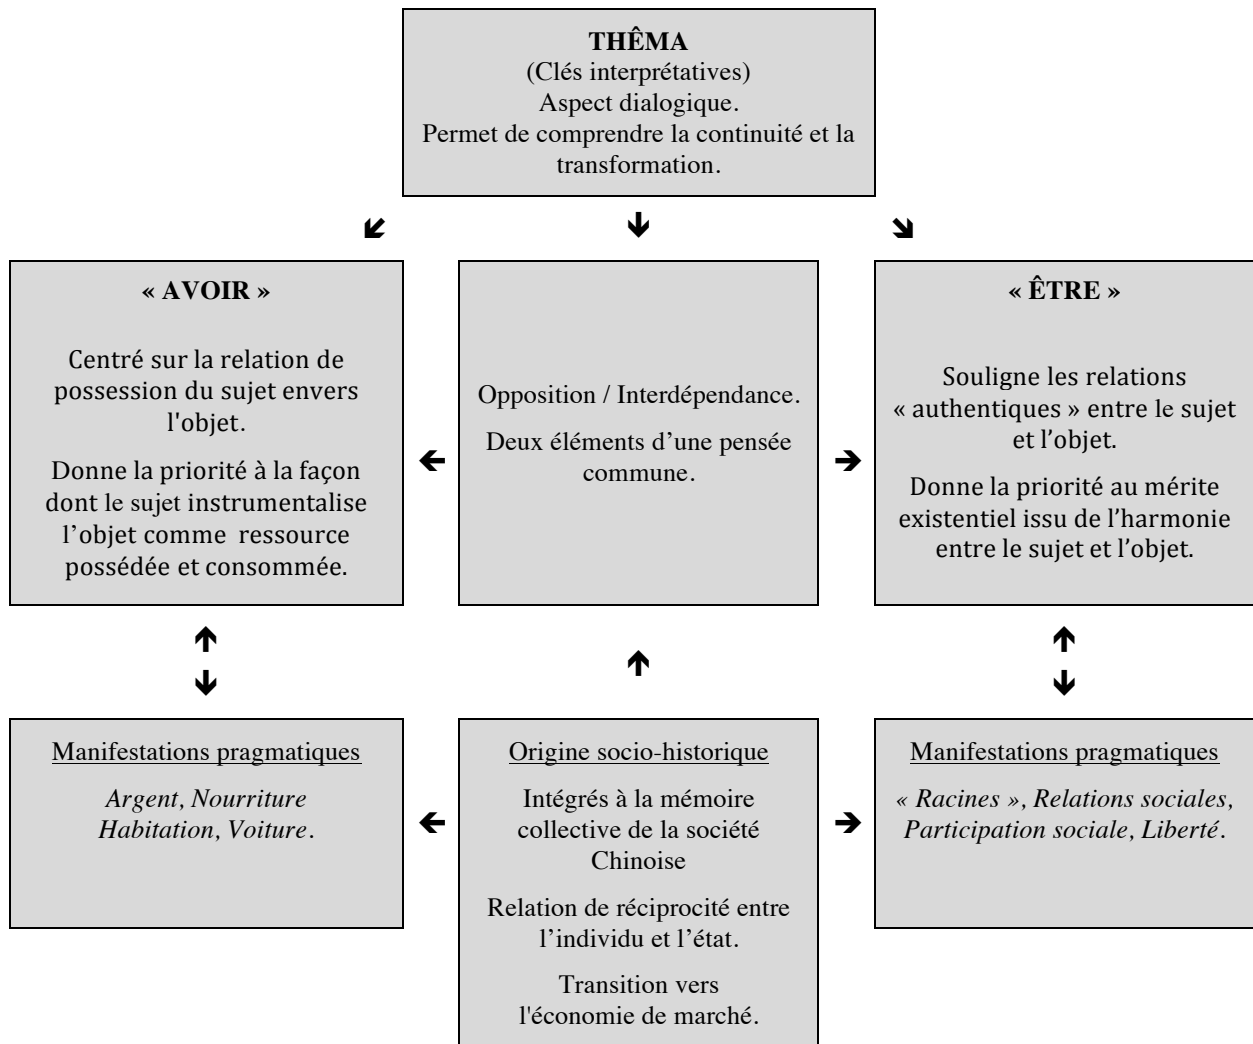 THÊMA
(Clés interprétatives)
Aspect dialogique.
Permet de comprendre la continuité et la
transformation.
« AVOIR »
Centré sur la relation de
possession du sujet envers
l'objet.
Donne la priorité à la façon
dont le sujet instrumentalise
l’objet comme ressource
possédée et consommée.
Opposition / Interdépendance.
Deux éléments d’une pensée
commune.
« ÊTRE »
Souligne les relations
« authentiques » entre le sujet
et l’objet.
Donne la priorité au mérite
existentiel issu de l’harmonie
entre le sujet et l’objet.
Manifestations pragmatiques
Argent, Nourriture
Habitation, Voiture.
Origine socio-historique
Intégrés à la mémoire
collective de la société
Chinoise
Relation de réciprocité entre
l’individu et l’état.
Transition vers
l'économie de marché.
Manifestations pragmatiques
« Racines », Relations sociales,
Participation sociale, Liberté.